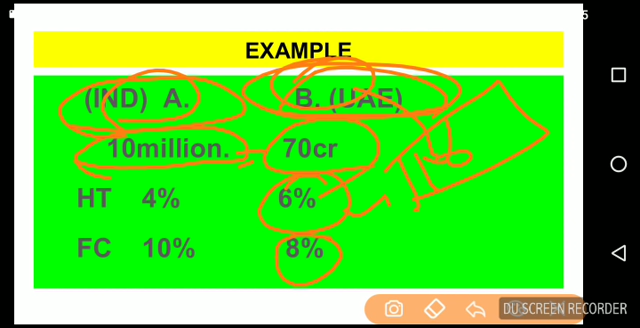 EXAMPLE
(IND) A. B. (UAE)
10million. 70cr
HT 4% 6%
FC 10% 8%
DU SCREEN RECORDER